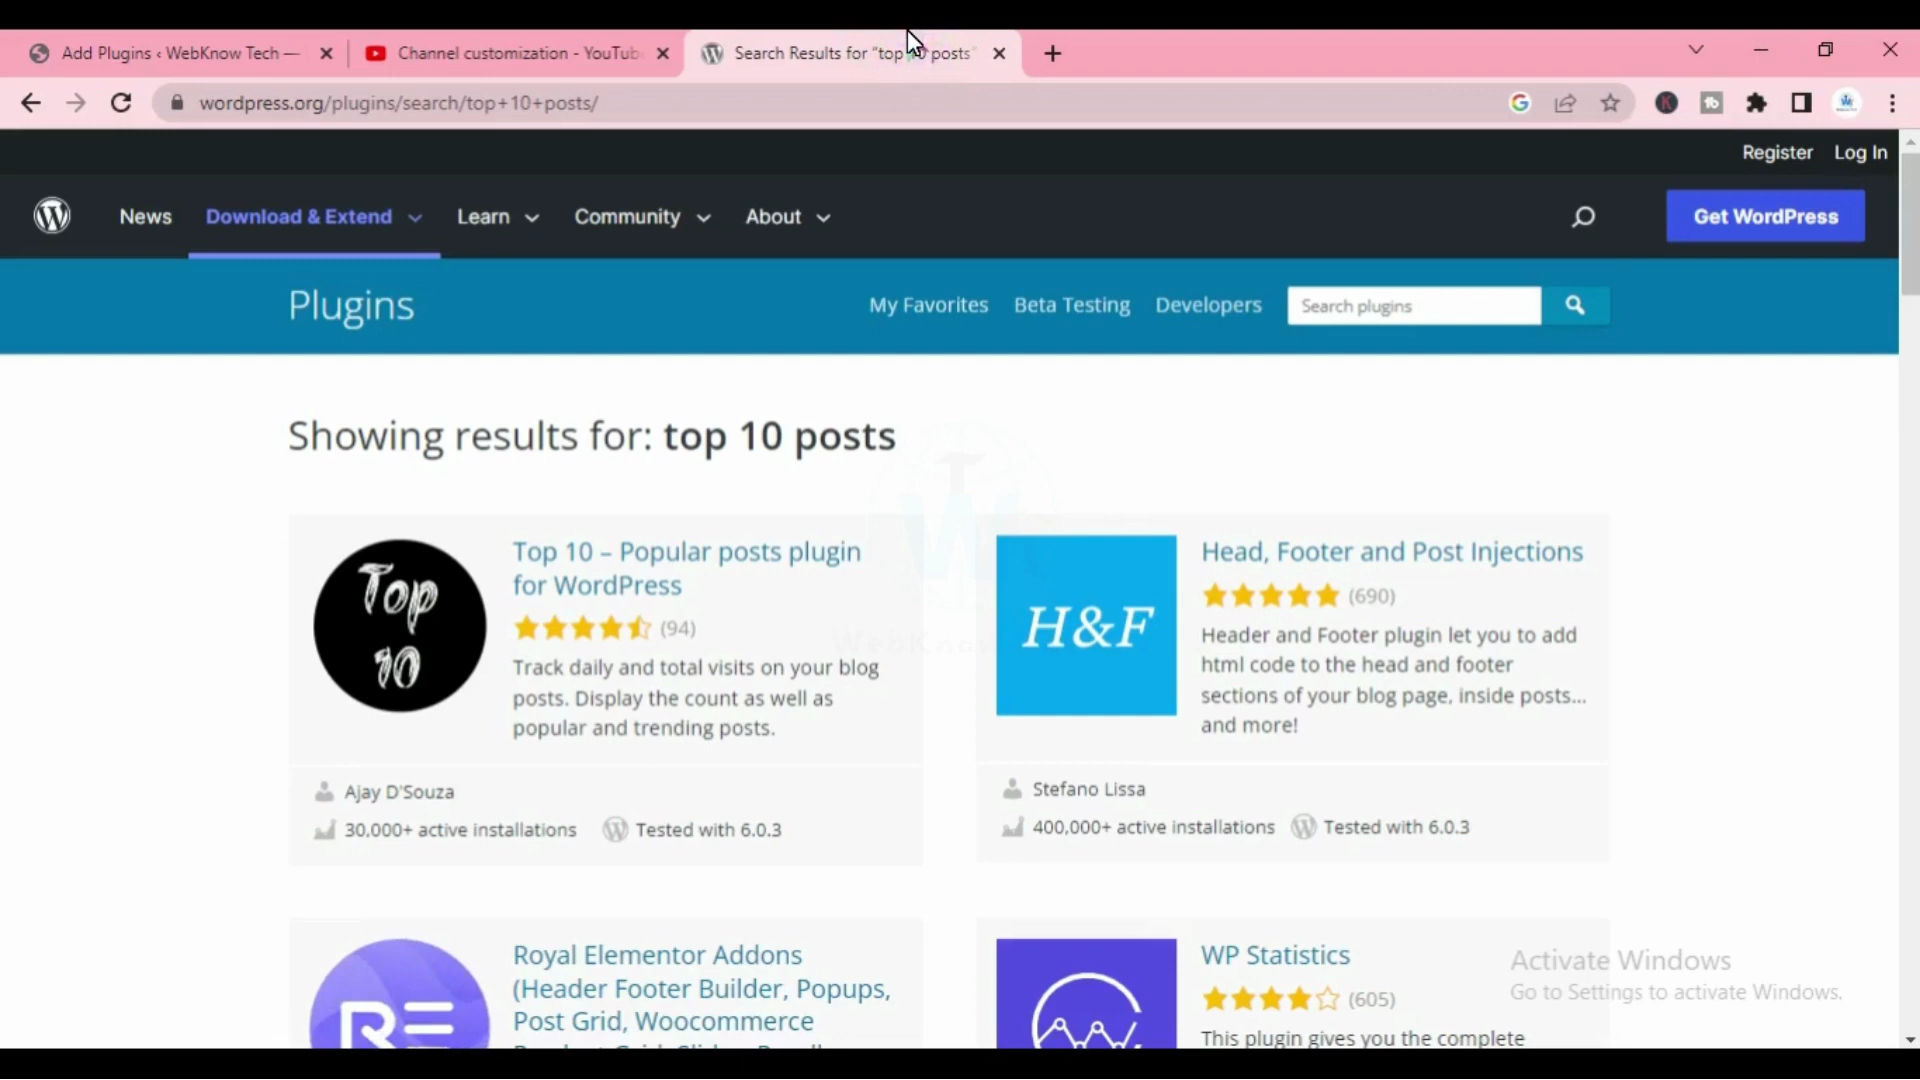 Add Plugins ‹ WebKnow Tech —
Channel customization - YouTub
Search Results for "top 10 posts"
wordpress.org/plugins/search/top+10+posts/
Register Log In
News Download & Extend Learn Community About Get WordPress
Plugins My Favorites Beta Testing Developers Search plugins
Showing results for: top 10 posts
Top 10
Top 10 – Popular posts plugin
for WordPress
(94)
Track daily and total visits on your blog
posts. Display the count as well as
popular and trending posts.
Ajay D'Souza
30,000+ active installations Tested with 6.0.3
H&F
Head, Footer and Post Injections
(690)
Header and Footer plugin let you to add
html code to the head and footer
sections of your blog page, inside posts...
and more!
Stefano Lissa
400,000+ active installations Tested with 6.0.3
Royal Elementor Addons
(Header Footer Builder, Popups,
Post Grid, Woocommerce
WP Statistics
(605)
This plugin gives you the complete
Activate Windows
Go to Settings to activate Windows.